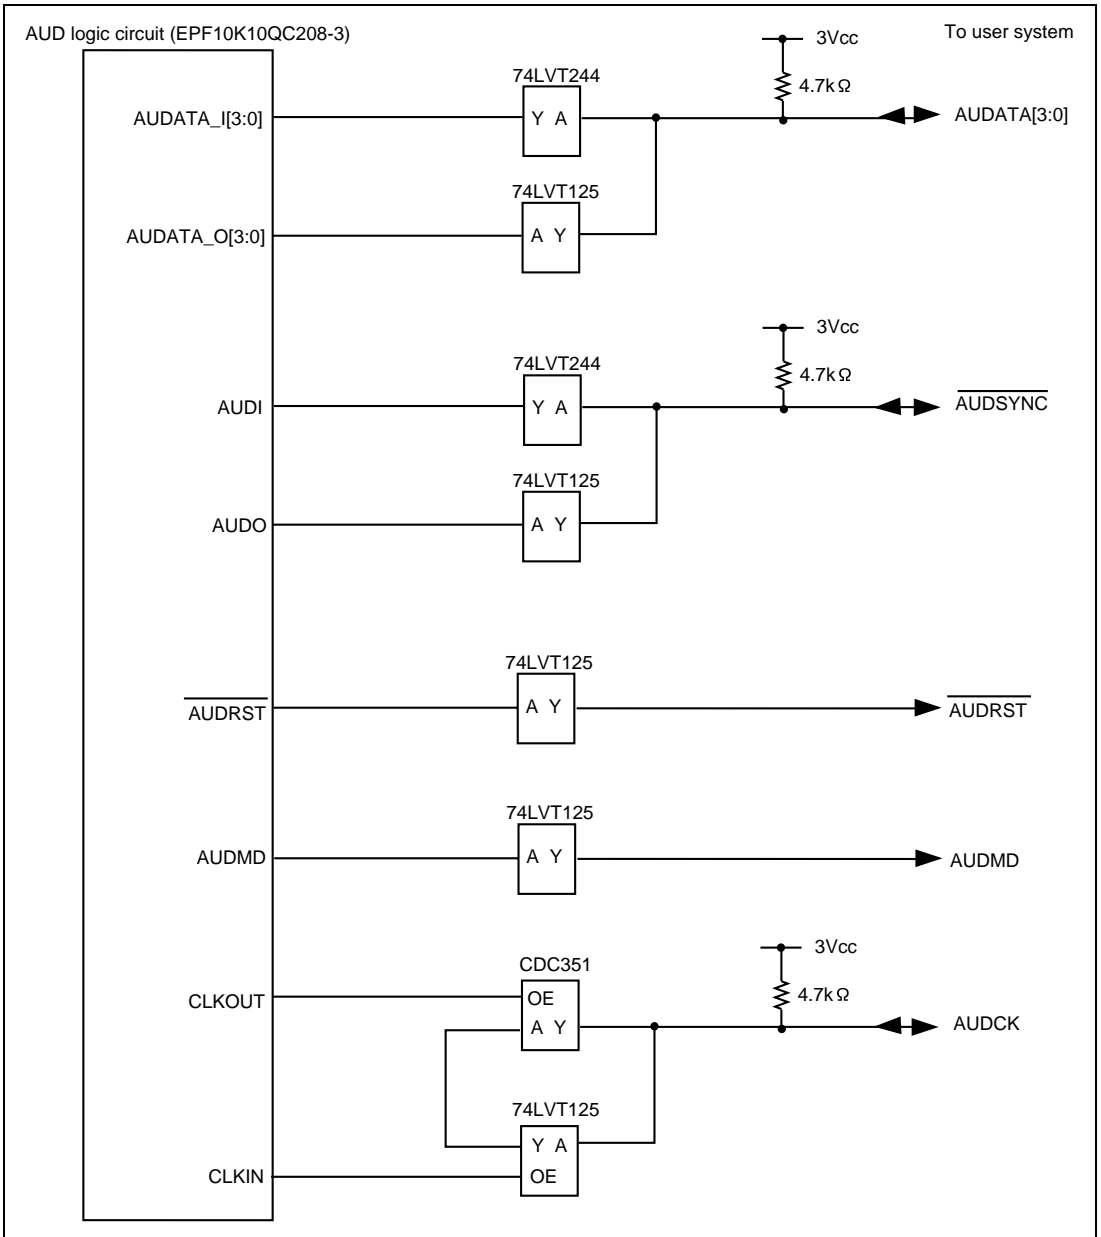 AUD logic circuit (EPF10K10QC208-3)
To user system
3Vcc
4.7kΩ
74LVT244
AUDATA_I[3:0]
Y A
AUDATA[3:0]
74LVT125
AUDATA_O[3:0]
A Y
3Vcc
4.7kΩ
74LVT244
AUDI
Y A
AUDSYNC
74LVT125
AUDO
A Y
74LVT125
AUDRST
A Y
AUDRST
74LVT125
AUDMD
A Y
AUDMD
3Vcc
4.7kΩ
CDC351
CLKOUT
OE
A Y
AUDCK
74LVT125
Y A
CLKIN
OE